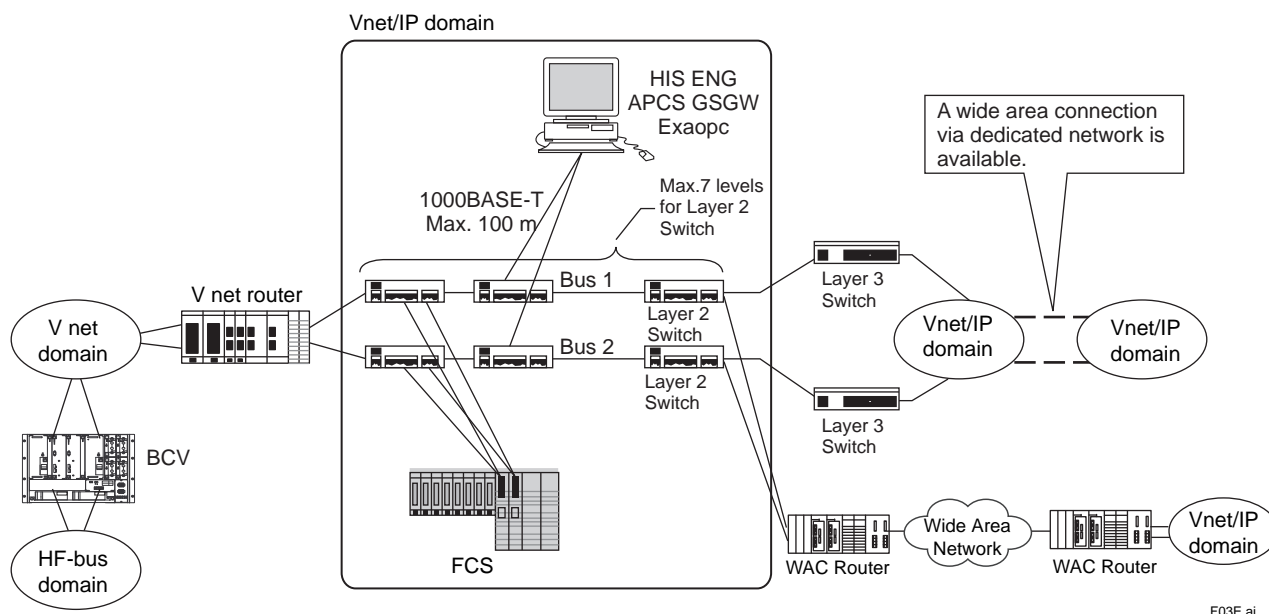 Vnet/IP domain
HIS ENG
APCS GSGW
Exaopc
A wide area connection
via dedicated network is
available.
1000BASE-T
Max. 100 m
Max.7 levels
for Layer 2
Switch
V net router
Bus 1
Layer 2
Switch
Layer 3
Switch
V net
domain
Vnet/IP
domain
Vnet/IP
domain
Bus 2
Layer 2
Switch
Layer 3
Switch
BCV
HF-bus
domain
FCS
WAC Router
Wide Area
Network
WAC Router
Vnet/IP
domain
F03E.ai